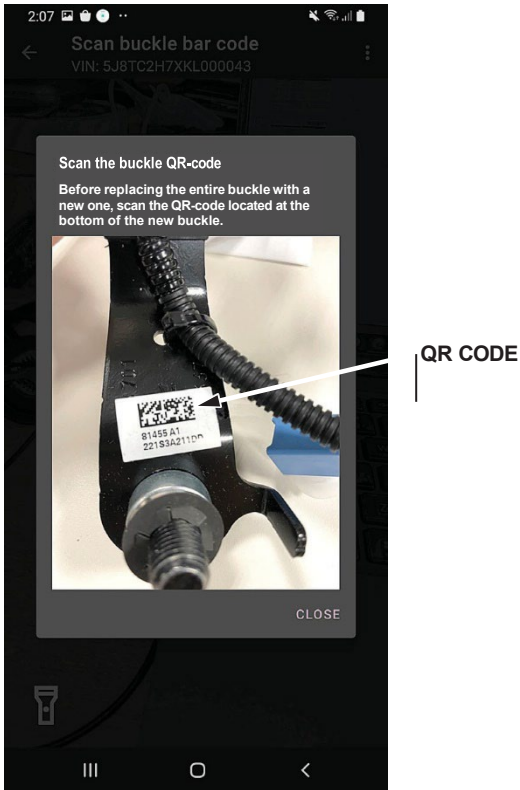 2:07
Scan buckle bar code
VIN: 5J8TC2H7XKL000043
Scan the buckle QR-code
Before replacing the entire buckle with a
new one, scan the QR-code located at the
bottom of the new buckle.
QR CODE
81455 A1
221S3A211DD
CLOSE